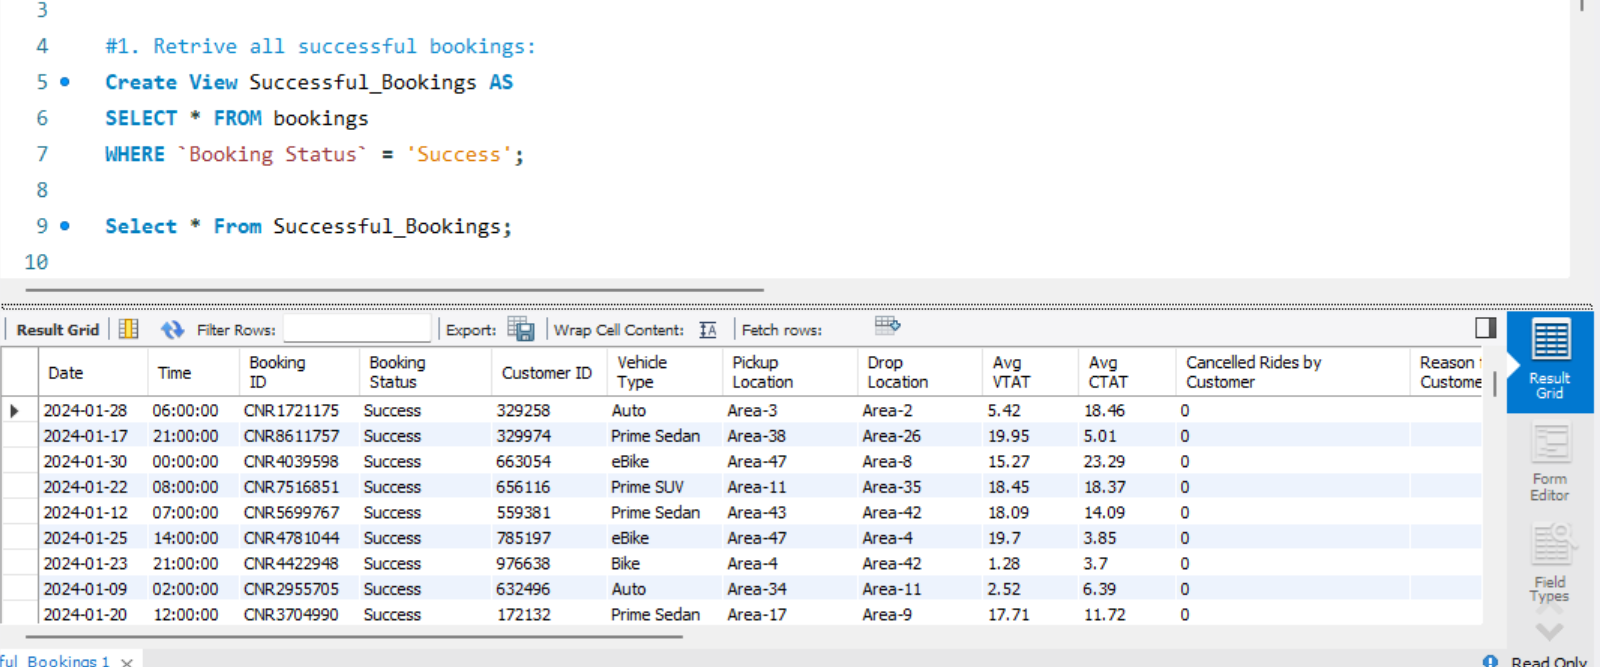 3
4 #1. Retrive all successful bookings:
5 Create View Successful_Bookings AS
6 SELECT * FROM bookings
7 WHERE `Booking Status` = 'Success';
8
9 Select * From Successful_Bookings;
10
Result Grid Filter Rows: Export: Wrap Cell Content: Fetch rows:
Date Time Booking ID Booking Status Customer ID Vehicle Type Pickup Location Drop Location Avg VTAT Avg CTAT Cancelled Rides by Customer Reason Custome
2024-01-28 06:00:00 CNR1721175 Success 329258 Auto Area-3 Area-2 5.42 18.46 0
2024-01-17 21:00:00 CNR8611757 Success 329974 Prime Sedan Area-38 Area-26 19.95 5.01 0
2024-01-30 00:00:00 CNR4039598 Success 663054 eBike Area-47 Area-8 15.27 23.29 0
2024-01-22 08:00:00 CNR7516851 Success 656116 Prime SUV Area-11 Area-35 18.45 18.37 0
2024-01-12 07:00:00 CNR5699767 Success 559381 Prime Sedan Area-43 Area-42 18.09 14.09 0
2024-01-25 14:00:00 CNR4781044 Success 785197 eBike Area-47 Area-4 19.7 3.85 0
2024-01-23 21:00:00 CNR4422948 Success 976638 Bike Area-4 Area-42 1.28 3.7 0
2024-01-09 02:00:00 CNR2955705 Success 632496 Auto Area-34 Area-11 2.52 6.39 0
2024-01-20 12:00:00 CNR3704990 Success 172132 Prime Sedan Area-17 Area-9 17.71 11.72 0
Result
Grid
Form
Editor
Field
Types
ful_Bookings 1
Read Only